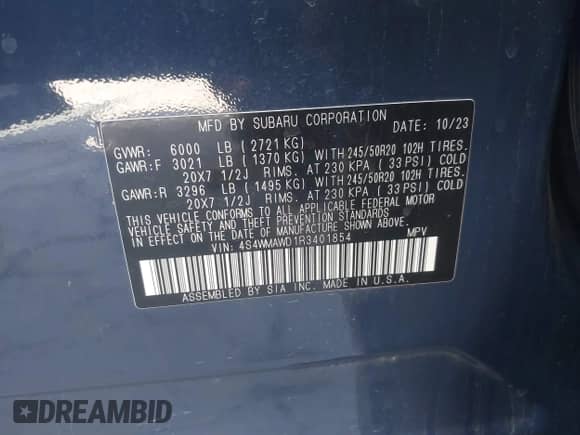 MFD BY SUBARU CORPORATION DATE: 10/23
GVWR: 6000 LB ( 2721 KG)
GAWR:F 3021 LB ( 1370 KG) WITH 245/50R20 102H TIRES.
20X7 1/2J RIMS. AT 230 KPA ( 33 PSI) COLD
GAWR:R 3296 LB ( 1495 KG) WITH 245/50R20 102H TIRES.
20X7 1/2J RIMS. AT 230 KPA ( 33 PSI) COLD
THIS VEHICLE CONFORMS TO ALL APPLICABLE FEDERAL MOTOR
VEHICLE SAFETY AND THEFT PREVENTION STANDARDS
IN EFFECT ON THE DATE OF MANUFACTURE SHOWN ABOVE.
VIN: 4S4WMAWD1R3401854 MPV
ASSEMBLED BY SIA INC. MADE IN U.S.A.
DREAMBID